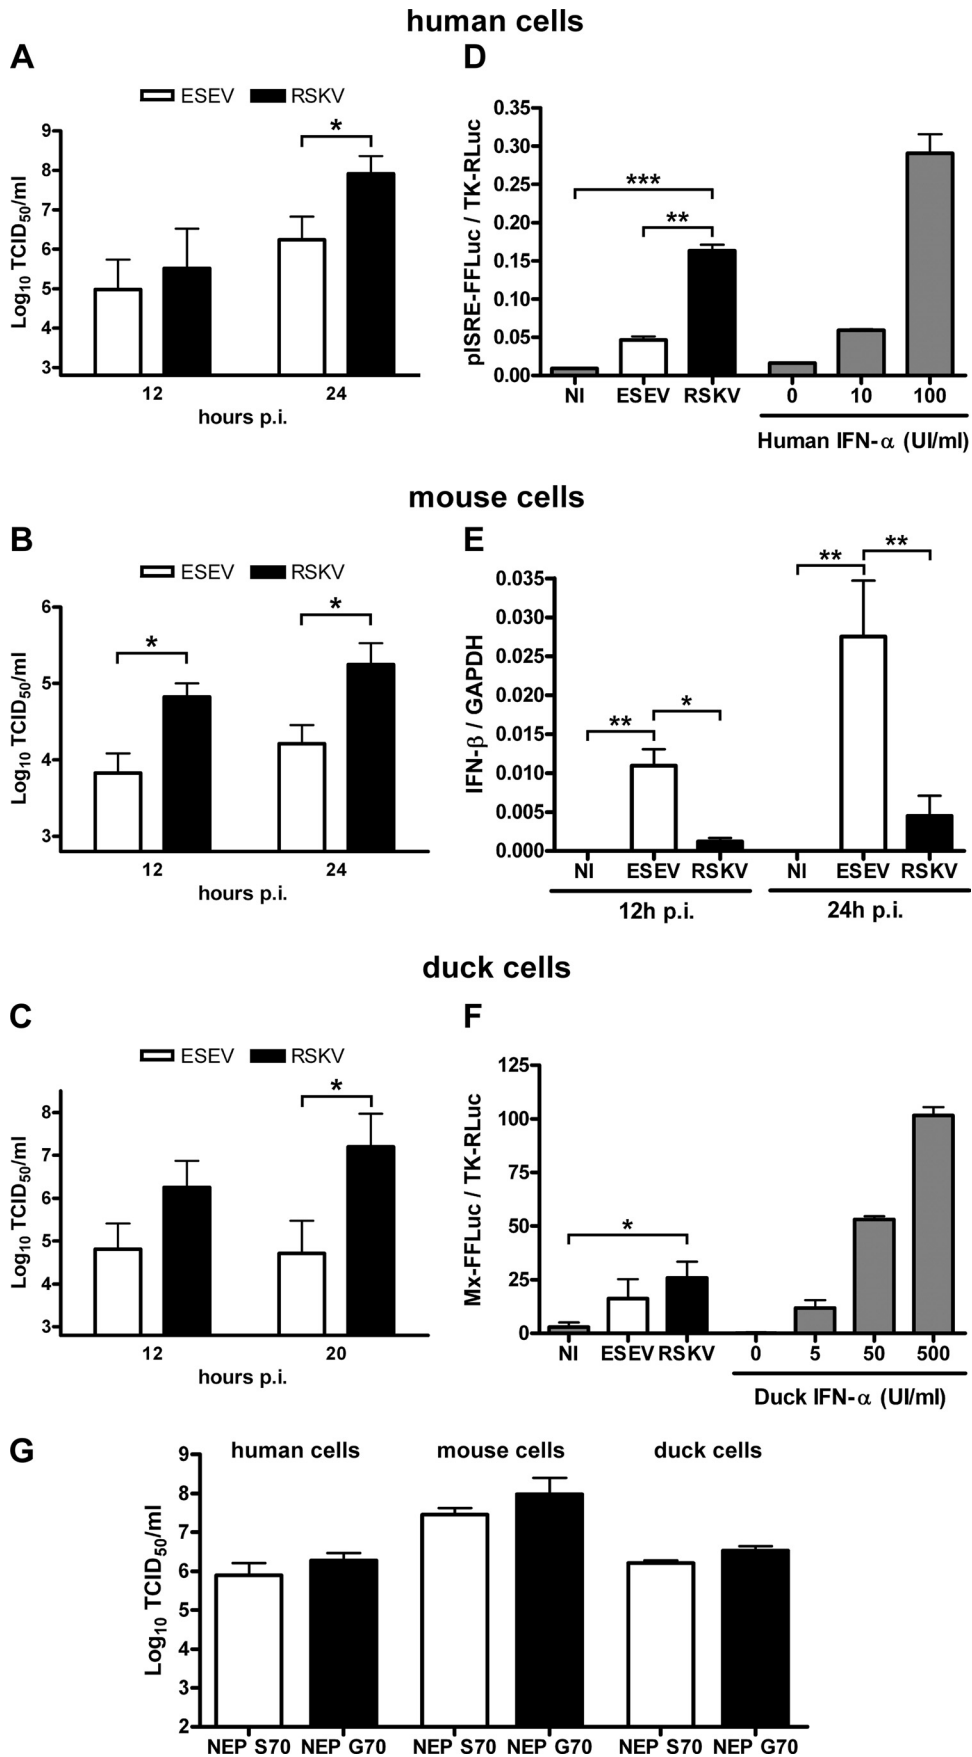 human cells
A
ESEV RSKV
Log10 TCID50/ml
9
8
7
6
5
4
3
*
12 24
hours p.i.
D
pISRE-FFLuc / TK-RLuc
0.35
0.30
0.25
0.20
0.15
0.10
0.05
0.00
***
**
NI ESEV RSKV 0 10 100
Human IFN-α (UI/ml)
mouse cells
B
ESEV RSKV
Log10 TCID50/ml
6
5
4
3
* *
12 24
hours p.i.
E
IFN-β / GAPDH
0.035
0.030
0.025
0.020
0.015
0.010
0.005
0.000
** * ** **
NI ESEV RSKV NI ESEV RSKV
12h p.i. 24h p.i.
duck cells
C
ESEV RSKV
Log10 TCID50/ml
8
7
6
5
4
3
*
12 20
hours p.i.
F
Mx-FFLuc / TK-RLuc
125
100
75
50
25
0
*
NI ESEV RSKV 0 5 50 500
Duck IFN-α (UI/ml)
G
human cells mouse cells duck cells
Log10 TCID50/ml
9
8
7
6
5
4
3
2
NEP S70 NEP G70 NEP S70 NEP G70 NEP S70 NEP G70